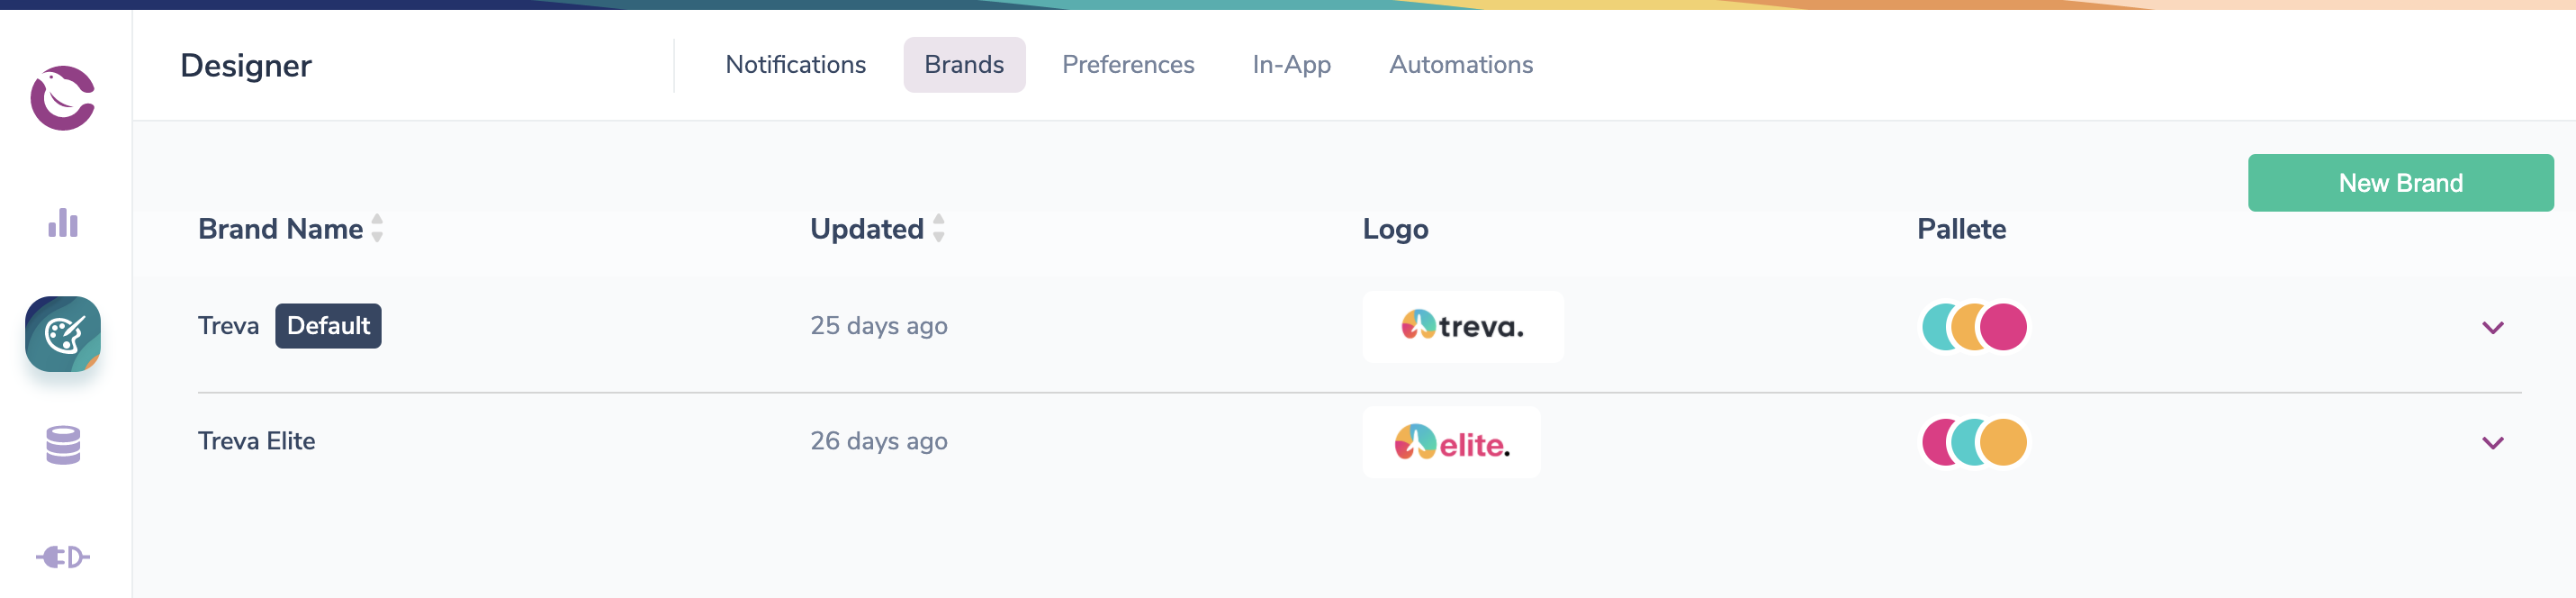 Designer
Notifications Brands Preferences In-App Automations
New Brand
Brand Name Updated Logo Pallete
Treva Default 25 days ago treva.
Treva Elite 26 days ago elite.